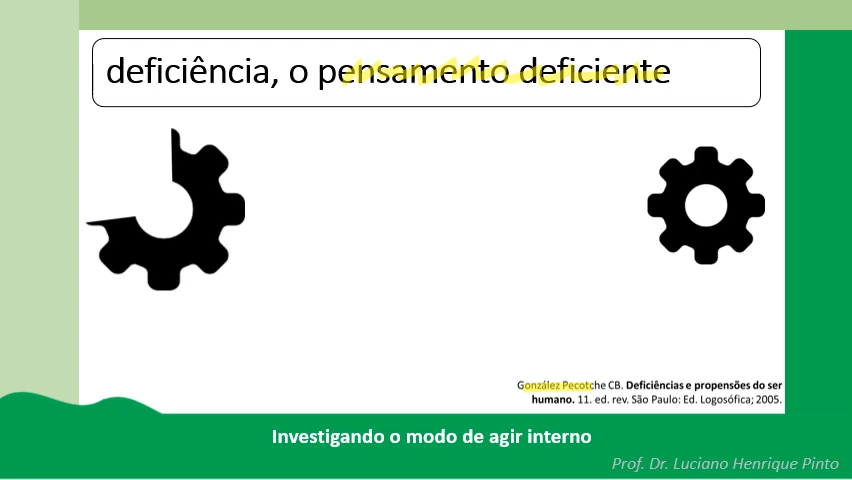 deficiência, o pensamento deficiente
González Pecotche CB. Deficiências e propensões do ser
humano. 11. ed. rev. São Paulo: Ed. Logosófica; 2005.
Investigando o modo de agir interno
Prof. Dr. Luciano Henrique Pinto